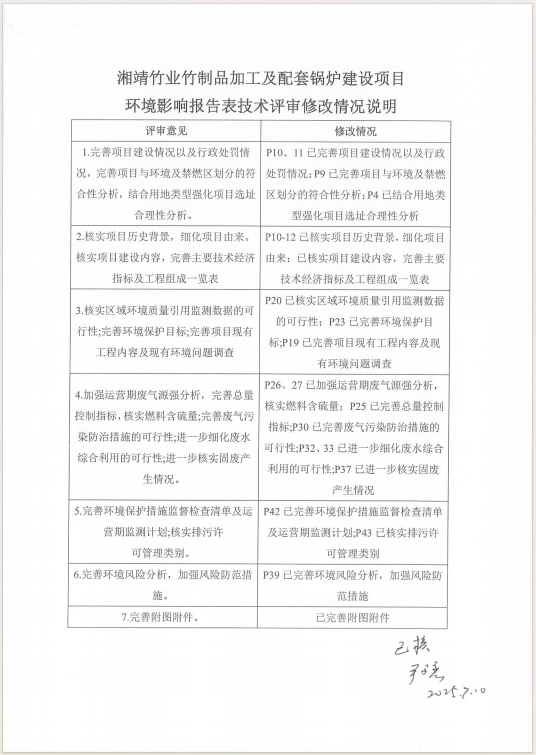 湘靖竹业竹制品加工及配套锅炉建设项目
环境影响报告表技术评审修改情况说明
评审意见
修改情况
1.完善项目建设情况以及行政处罚情
况，完善项目与环境及禁燃区划分的符
合性分析，结合用地类型强化项目选址
合理性分析。
P10、11 已完善项目建设情况以及行政
处罚情况；P9 已完善项目与环境及禁燃
区划分的符合性分析；P4 已结合用地类
型强化项目选址合理性分析
2.核实项目历史背景，细化项目由来。
核实项目建设内容，完善主要技术经济
指标及工程组成一览表
P10-12 已核实项目历史背景，细化项目
由来；已核实项目建设内容，完善主要
技术经济指标及工程组成一览表
3.核实区域环境质量引用监测数据的可
行性;完善环境保护目标;完善项目现有
工程内容及现有环境问题调查
P20 已核实区域环境质量引用监测数据
的可行性；P23 已完善环境保护目
标;P19 已完善项目现有工程内容及现
有环境问题调查
4.加强运营期废气源强分析，完善总量
控制指标，核实燃料含硫量;完善废气污
染防治措施的可行性;进一步细化废水
综合利用的可行性;进一步核实固废产
生情况。
P26、27 已加强运营期废气源强分析，
核实燃料含硫量；P25 已完善总量控制
指标;P30 已完善废气污染防治措施的
可行性;P32、33 已进一步细化废水综合
利用的可行性;P37 已进一步核实固废
产生情况
5.完善环境保护措施监督检查清单及运
营期监测计划;核实排污许
可管理类别。
P42 已完善环境保护措施监督检查清单
及运营期监测计划;P43 已核实排污许
可管理类别
6.完善环境风险分析，加强风险防范措
施。
P39 已完善环境风险分析，加强风险防
范措施
7.完善附图附件。
已完善附图附件
已核
2025.7.10